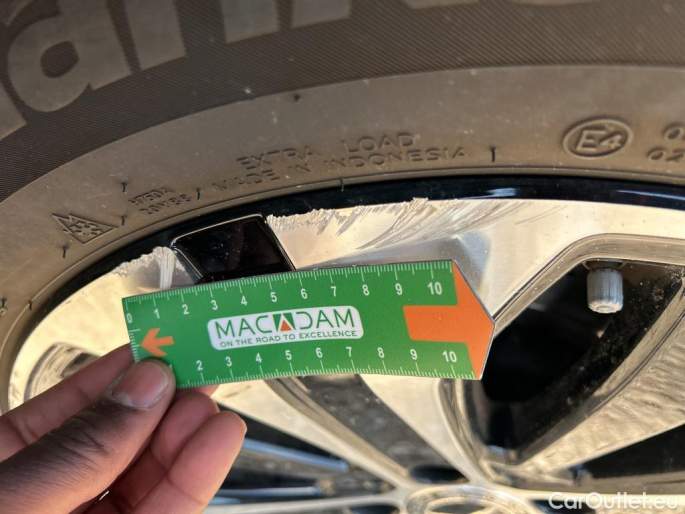 EXTRA LOAD
MADE IN INDONESIA
E4
0 1 2 3 4 5 6 7 8 9 10
MACADAM
ON THE ROAD TO EXCELLENCE
2 3 4 5 6 7 8 9 10
CarOutlet.eu